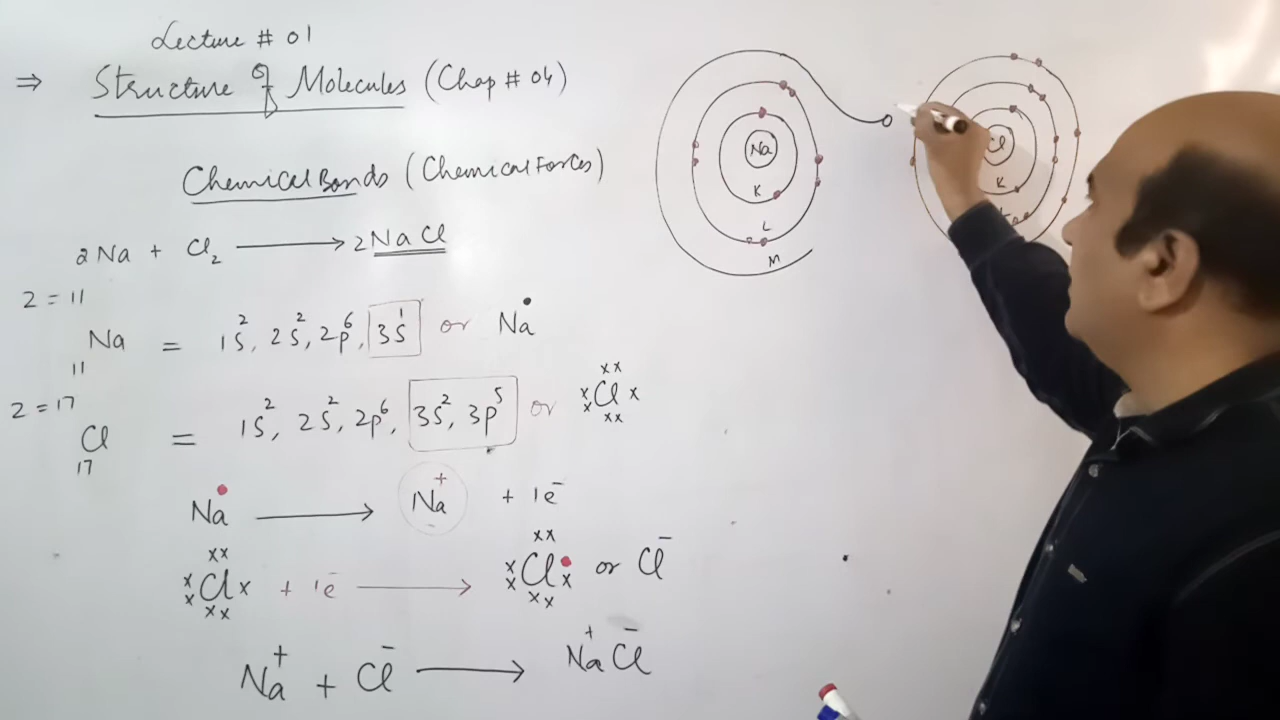 Lecture # 01
⇒ Structure of Molecules (Chap # 04)
Chemical Bonds (Chemical Forces)
2Na + Cl₂ ⟶ 2NaCl
Z = 11
₁₁Na = 1s², 2s², 2p⁶, 3s¹ or Na•
Z = 17
₁₇Cl = 1s², 2s², 2p⁶, 3s², 3p⁵ or Cl
Na• ⟶ Na⁺ + 1e⁻
Cl + 1e⁻ ⟶ Cl or Cl⁻
Na⁺ + Cl⁻ ⟶ Na⁺Cl⁻
Na
K
L
M
Cl
K